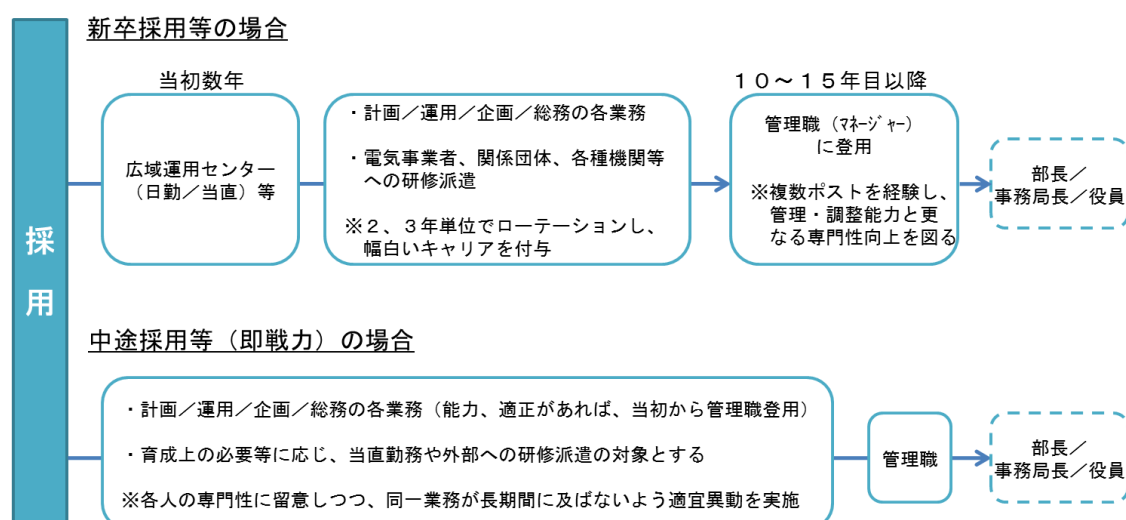 採用
新卒採用等の場合
当初数年
広域運用センター
（日勤／当直）等
・計画／運用／企画／総務の各業務
・電気事業者、関係団体、各種機関等
への研修派遣
※２、３年単位でローテーションし、
幅白いキャリアを付与
１０～１５年目以降
管理職（ﾏﾈｰｼﾞｬｰ）
に登用
※複数ポストを経験し、
管理・調整能力と更
なる専門性向上を図る
部長／
事務局長／役員
中途採用等（即戦力）の場合
・計画／運用／企画／総務の各業務（能力、適正があれば、当初から管理職登用）
・育成上の必要等に応じ、当直勤務や外部への研修派遣の対象とする
※各人の専門性に留意しつつ、同一業務が長期間に及ばないよう適宜異動を実施
管理職
部長／
事務局長／役員